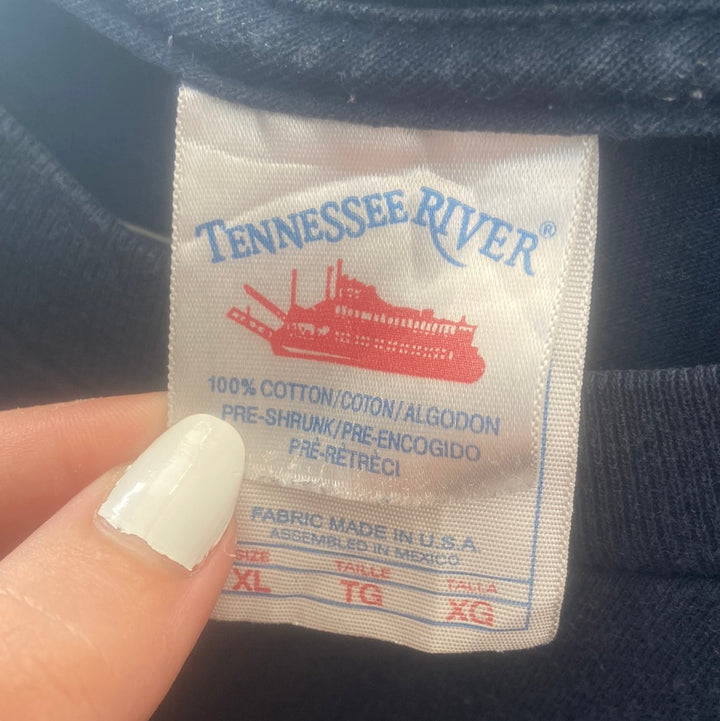 TENNESSEE RIVER®
100% COTTON/COTON/ALGODON
PRE-SHRUNK/PRE-ENCOGIDO
PRÉ-RÉTRÉCI
FABRIC MADE IN U.S.A.
ASSEMBLED IN MEXICO
SIZE TAILLE TALLA
XL TG XG